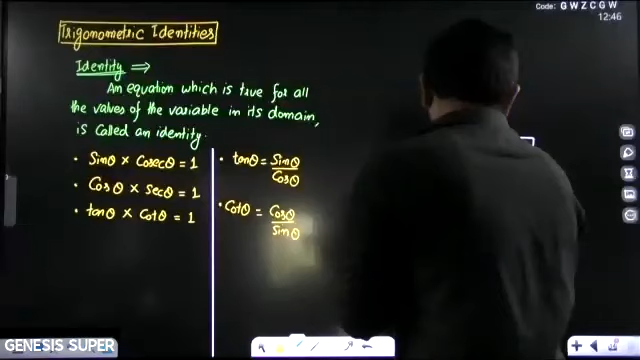 Code: GWZCGW
12:46
Trigonometric Identities
Identity ⇒
An equation which is true for all
the values of the variable in its domain,
is called an identity.
• Sinθ × Cosecθ = 1
• Cosθ × Secθ = 1
• tanθ × Cotθ = 1
• tanθ = Sinθ/Cosθ
• Cotθ = Cosθ/Sinθ
GENESIS SUPER